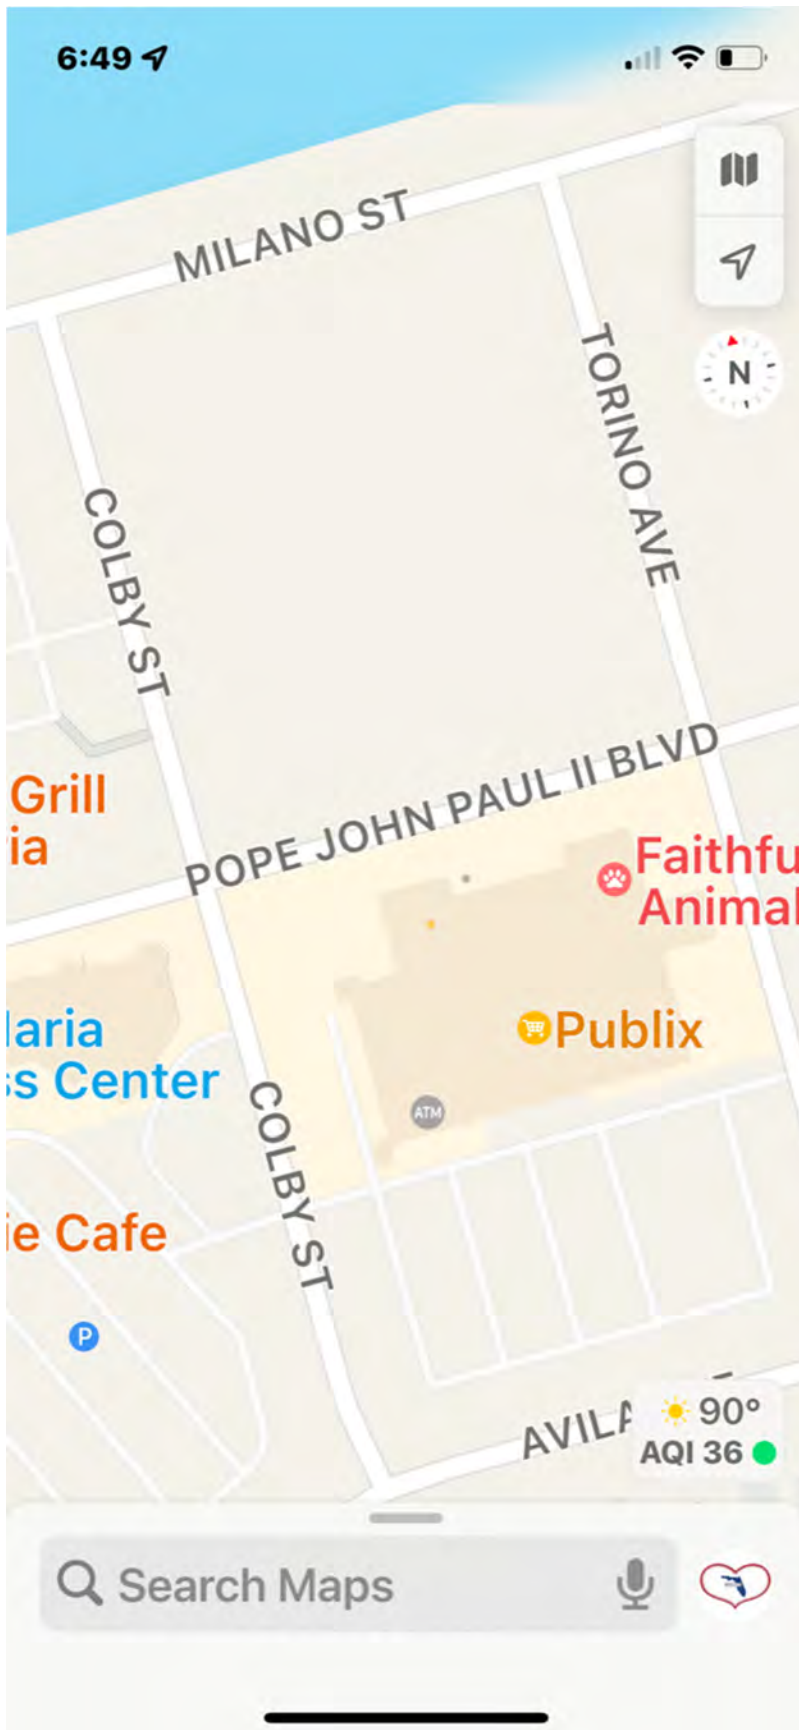 6:49
MILANO ST
N
TORINO AVE
COLBY ST
POPE JOHN PAUL II BLVD
Grill
ia
Faithfu
Animal
Publix
laria
ss Center
ATM
COLBY ST
ie Cafe
P
AVILA
90°
AQI 36
Search Maps